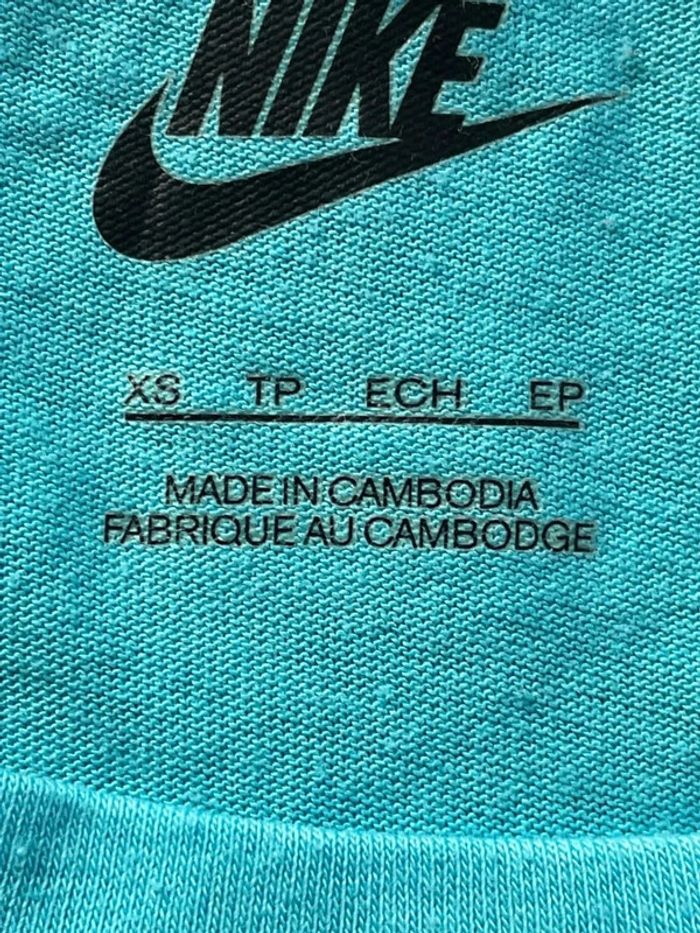 NIKE
XS TP ECH EP
MADE IN CAMBODIA
FABRIQUE AU CAMBODGE